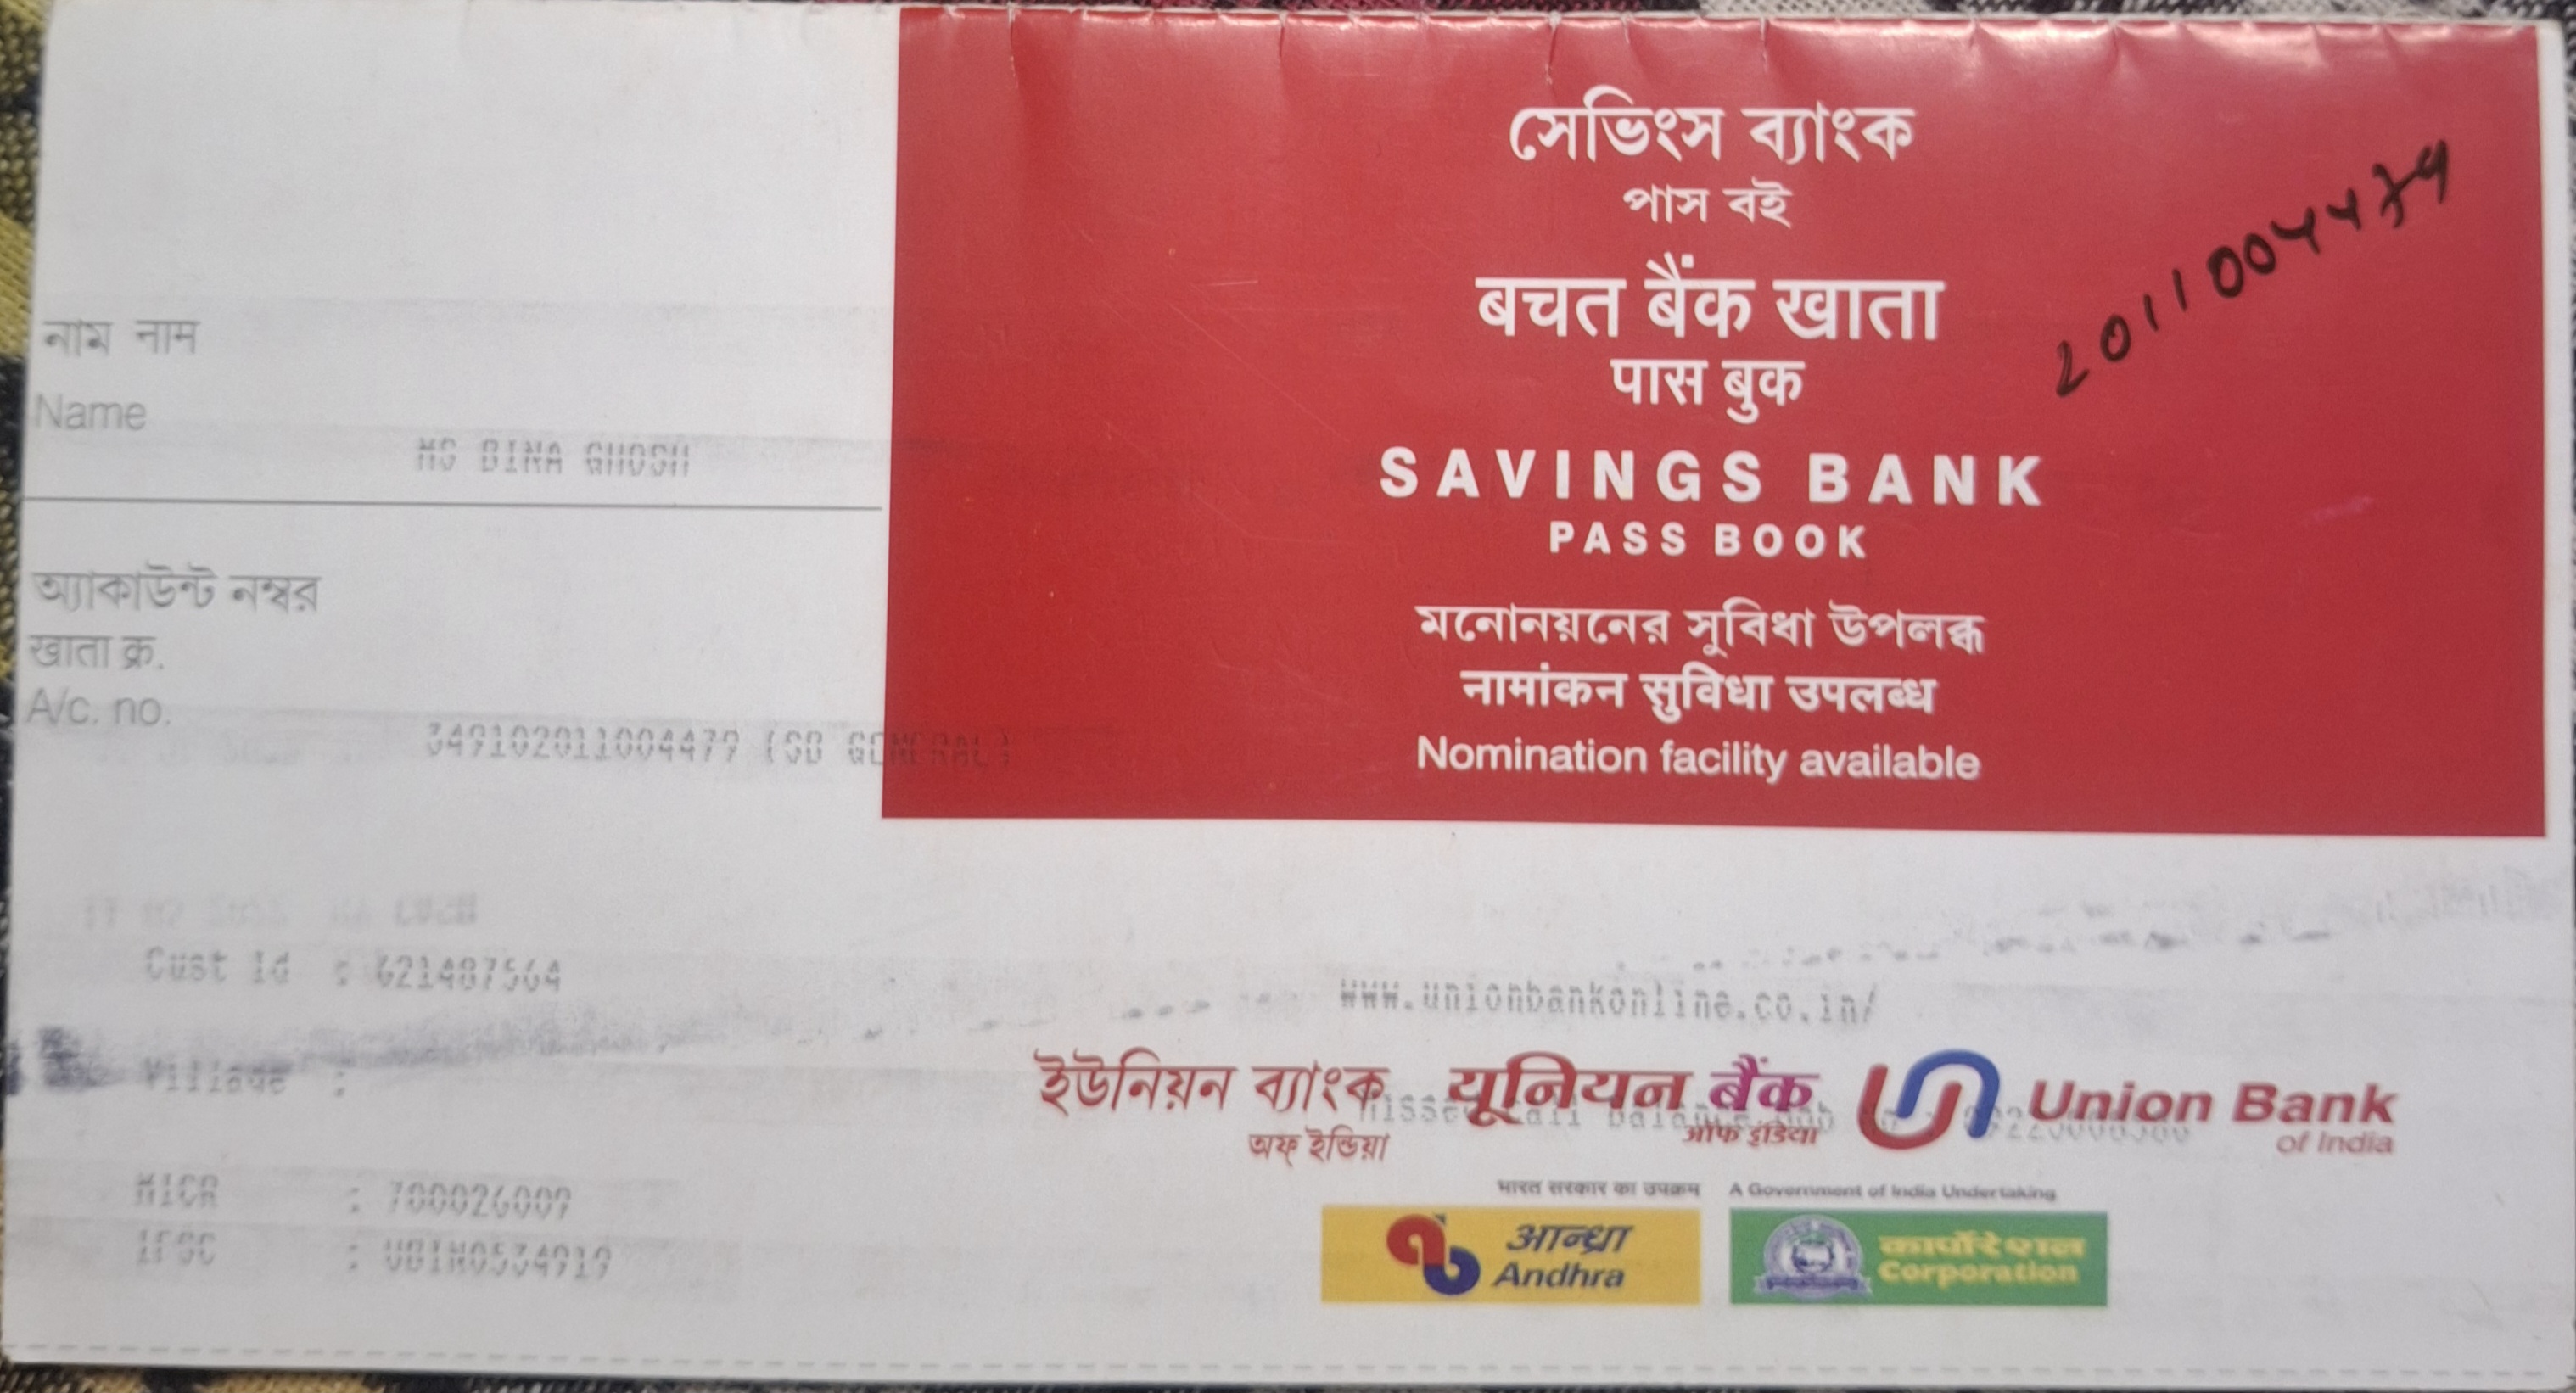 সেভিংস ব্যাংক
পাস বই
बचत बैंक खाता
पास बुक
SAVINGS BANK
PASS BOOK
মনোনয়নের সুবিধা উপলব্ধ
नामांकन सुविधा उपलब्ध
Nomination facility available
2011004479
নাম नाम
Name
MS BINA GHOSH
অ্যাকাউন্ট নম্বর
खाता क्र.
A/c. no.
349102011004479 (SB GENERAL)
Cust Id : 621487564
www.unionbankonline.co.in/
Village :
ইউনিয়ন ব্যাংক
অফ্ ইন্ডিয়া
यूनियन बैंक
ऑफ इंडिया
Union Bank
of India
Missed Call Balance
MICR : 700026009
IFSC : UBIN0534919
भारत सरकार का उपक्रम
A Government of India Undertaking
आन्ध्रा
Andhra
कार्पोरेशन
Corporation